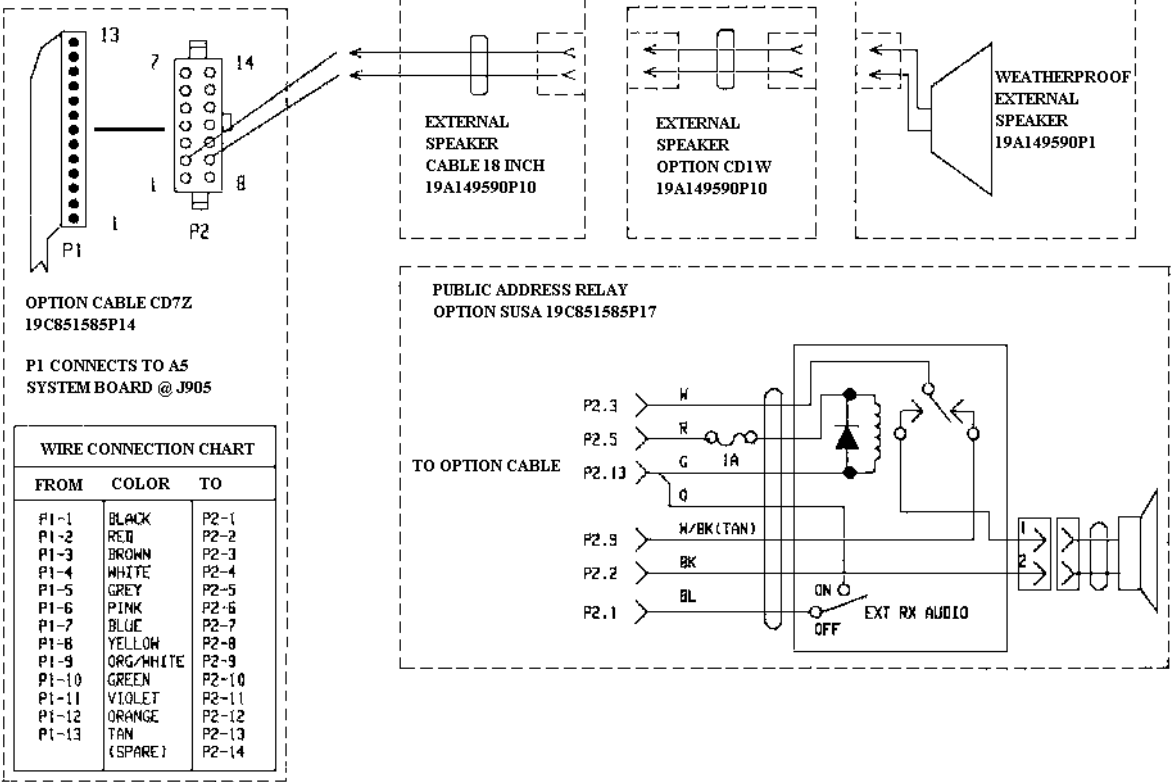 13
7
14
1
8
1
P1
P2
OPTION CABLE CD7Z
19C851585P14
P1 CONNECTS TO A5
SYSTEM BOARD @ J905
WIRE CONNECTION CHART
FROM COLOR TO
P1-1 BLACK P2-1
P1-2 RED P2-2
P1-3 BROWN P2-3
P1-4 WHITE P2-4
P1-5 GREY P2-5
P1-6 PINK P2-6
P1-7 BLUE P2-7
P1-8 YELLOW P2-8
P1-9 ORG/WHITE P2-9
P1-10 GREEN P2-10
P1-11 VIOLET P2-11
P1-12 ORANGE P2-12
P1-13 TAN P2-13
(SPARE) P2-14
EXTERNAL
SPEAKER
CABLE 18 INCH
19A149590P10
EXTERNAL
SPEAKER
OPTION CD1W
19A149590P10
WEATHERPROOF
EXTERNAL
SPEAKER
19A149590P1
PUBLIC ADDRESS RELAY
OPTION SUSA 19C851585P17
TO OPTION CABLE
P2.3 W
P2.5 R
1A
P2.13 G
O
P2.9 W/BK(TAN)
P2.2 BK
P2.1 BL
ON
OFF
EXT RX AUDIO
1
2